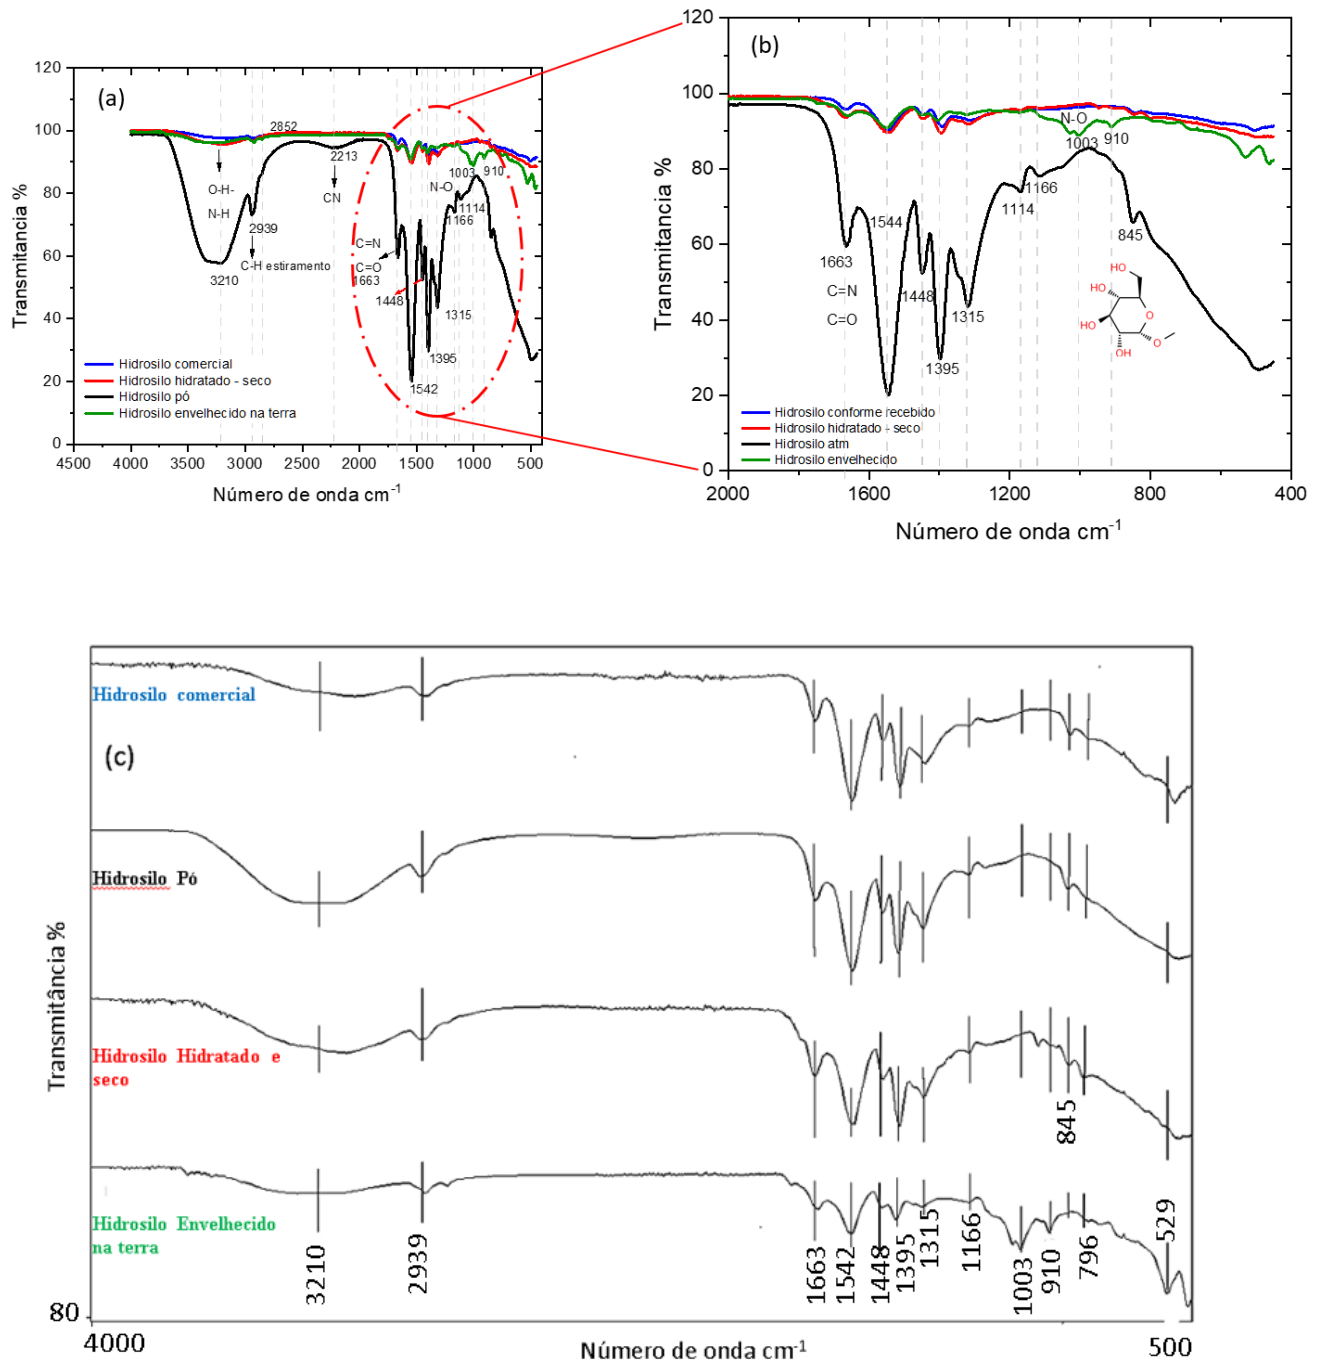 (a)
120
100
80
60
40
20
0
Transmitancia %
2852
2213
O-H-
N-H
CN
2939
C-H estiramento
3210
C=N
C=O
1663
1448
1542
1395
1315
N-O
1166
1114
1003
910
Hidrosilo comercial
Hidrosilo hidratado - seco
Hidrosilo pó
Hidrosilo envelhecido na terra
4500 4000 3500 3000 2500 2000 1500 1000 500
Número de onda cm-1
(b)
120
100
80
60
40
20
0
Transmitancia %
N-O
1003
910
1544
1166
1114
845
1663
C=N
C=O
1448
1315
1395
HO
HO
HO
O
OH
O
Hidrosilo conforme recebido
Hidrosilo hidratado - seco
Hidrosilo atm
Hidrosilo envelhecido
2000 1600 1200 800 400
Número de onda cm-1
(c)
Transmitância %
Hidrosilo comercial
Hidrosilo Pó
Hidrosilo Hidratado e
seco
Hidrosilo Envelhecido
na terra
845
3210
2939
1663
1542
1448
1395
1315
1166
1003
910
796
529
80
4000
500
Número de onda cm-1